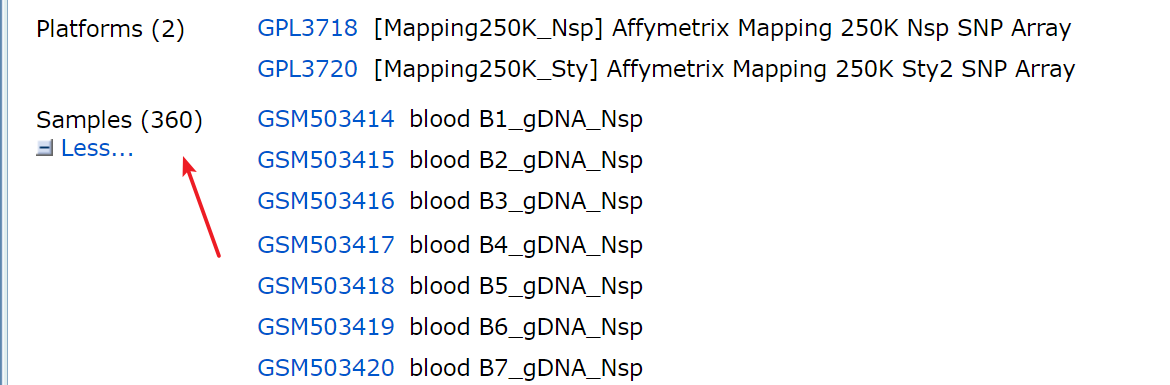 Platforms (2) GPL3718 [Mapping250K_Nsp] Affymetrix Mapping 250K Nsp SNP Array
GPL3720 [Mapping250K_Sty] Affymetrix Mapping 250K Sty2 SNP Array
Samples (360) GSM503414 blood B1_gDNA_Nsp
Less... GSM503415 blood B2_gDNA_Nsp
GSM503416 blood B3_gDNA_Nsp
GSM503417 blood B4_gDNA_Nsp
GSM503418 blood B5_gDNA_Nsp
GSM503419 blood B6_gDNA_Nsp
GSM503420 blood B7_gDNA_Nsp